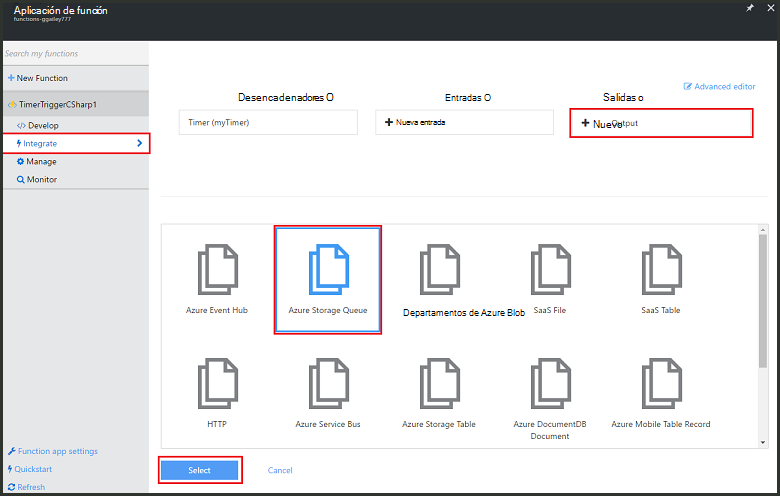 Aplicación de función
functions-ggailey777
Search my functions
New Function
TimerTriggerCSharp1
Develop
Integrate
Manage
Monitor
Function app settings
Quickstart
Refresh
Advanced editor
Desencadenadores O
Entradas O
Salidas o
Timer (myTimer)
Nueva entrada
Nuevo Output
Azure Event Hub
Azure Storage Queue
Departamentos de Azure Blob
SaaS File
SaaS Table
HTTP
Azure Service Bus
Azure Storage Table
Azure DocumentDB
Document
Azure Mobile Table Record
Select
Cancel